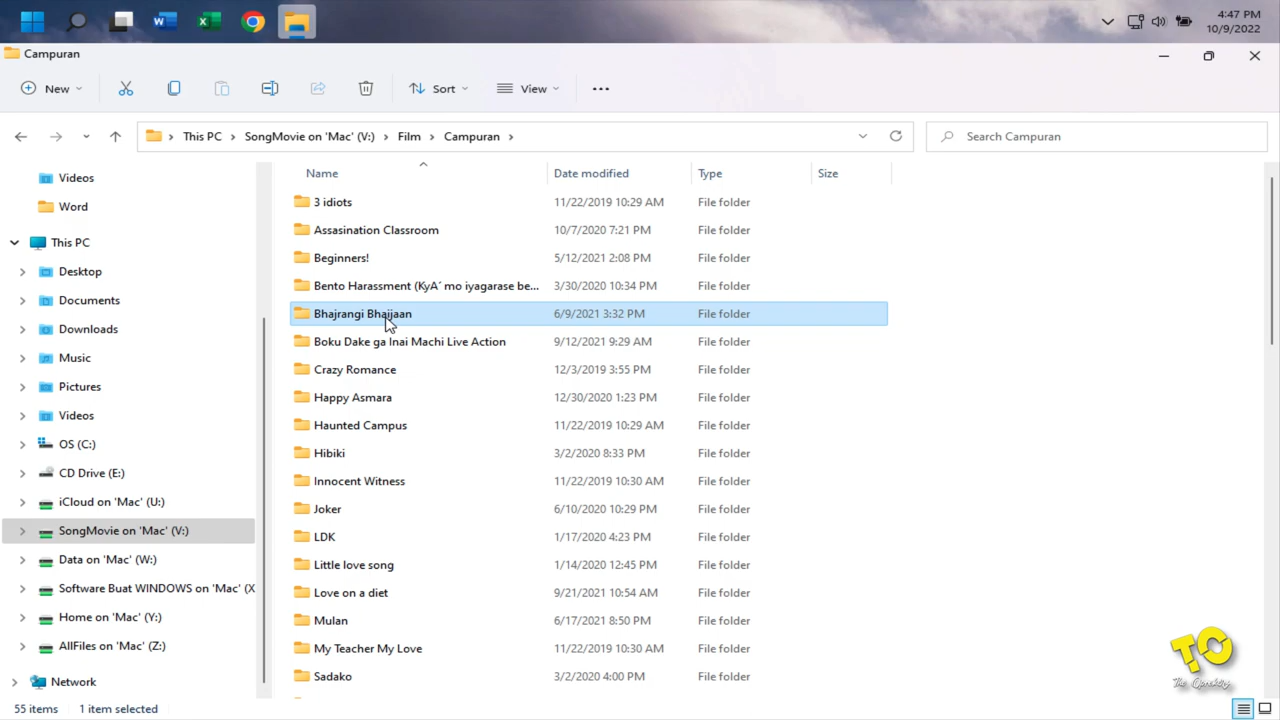 4:47 PM
10/9/2022
Campuran
New
Sort
View
This PC
SongMovie on 'Mac' (V:)
Film
Campuran
Search Campuran
Videos
Word
This PC
Desktop
Documents
Downloads
Music
Pictures
Videos
OS (C:)
CD Drive (E:)
iCloud on 'Mac' (U:)
SongMovie on 'Mac' (V:)
Data on 'Mac' (W:)
Software Buat WINDOWS on 'Mac' (X
Home on 'Mac' (Y:)
AllFiles on 'Mac' (Z:)
Network
Name Date modified Type Size
3 idiots 11/22/2019 10:29 AM File folder
Assasination Classroom 10/7/2020 7:21 PM File folder
Beginners! 5/12/2021 2:08 PM File folder
Bento Harassment (KyA´ mo iyagarase be... 3/30/2020 10:34 PM File folder
Bhajrangi Bhaijaan 6/9/2021 3:32 PM File folder
Boku Dake ga Inai Machi Live Action 9/12/2021 9:29 AM File folder
Crazy Romance 12/3/2019 3:55 PM File folder
Happy Asmara 12/30/2020 1:23 PM File folder
Haunted Campus 11/22/2019 10:29 AM File folder
Hibiki 3/2/2020 8:33 PM File folder
Innocent Witness 11/22/2019 10:30 AM File folder
Joker 6/10/2020 10:29 PM File folder
LDK 1/17/2020 4:23 PM File folder
Little love song 1/14/2020 12:45 PM File folder
Love on a diet 9/21/2021 10:54 AM File folder
Mulan 6/17/2021 8:50 PM File folder
My Teacher My Love 11/22/2019 10:30 AM File folder
Sadako 3/2/2020 4:00 PM File folder
55 items 1 item selected
TO